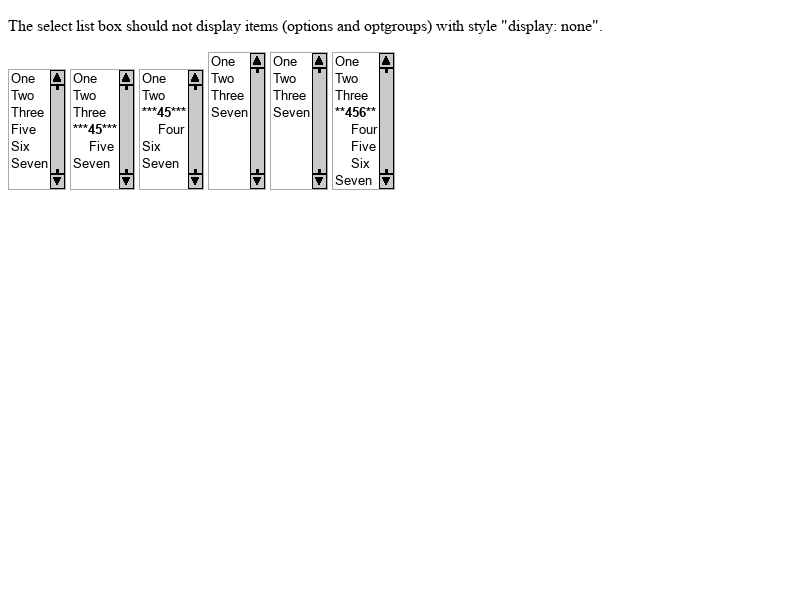 The select list box should not display items (options and optgroups) with style "display: none".
One
Two
Three
Five
Six
Seven
One
Two
Three
***45***
Five
Seven
One
Two
***45***
Four
Six
Seven
One
Two
Three
Seven
One
Two
Three
Seven
One
Two
Three
**456**
Four
Five
Six
Seven